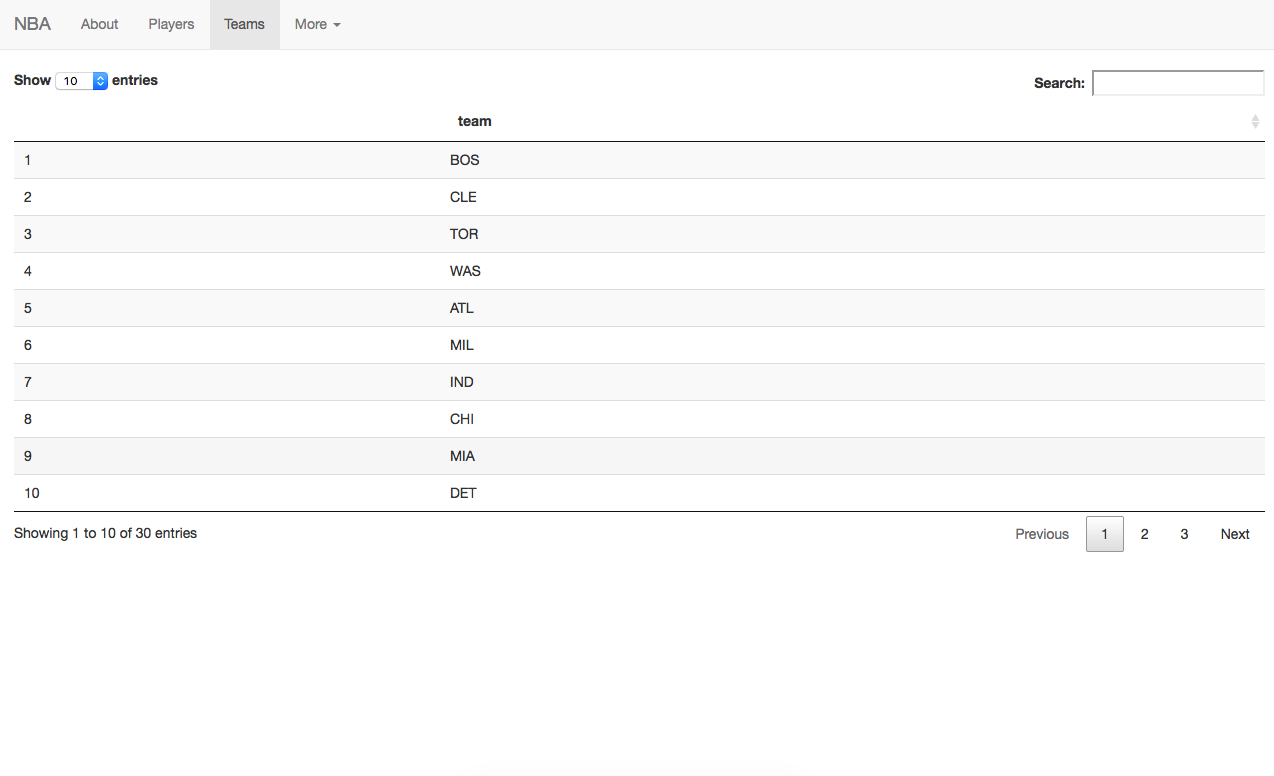 NBA About Players Teams More
Show 10 entries Search:
team
1 BOS
2 CLE
3 TOR
4 WAS
5 ATL
6 MIL
7 IND
8 CHI
9 MIA
10 DET
Showing 1 to 10 of 30 entries Previous 1 2 3 Next